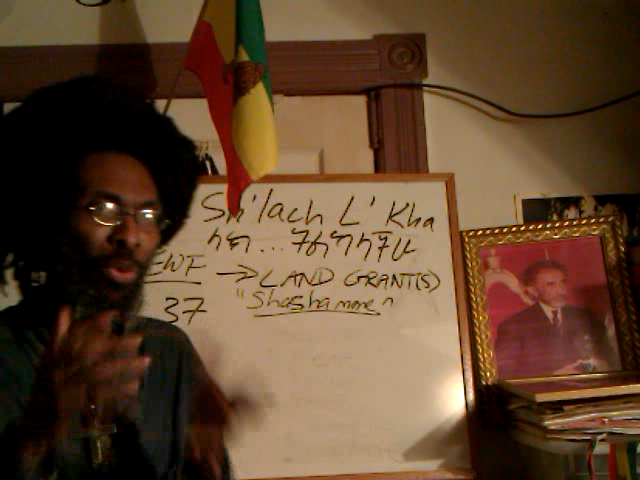 Sh'lach L' Kha
EWF → LAND GRANT(S)
37 "Shashamane"